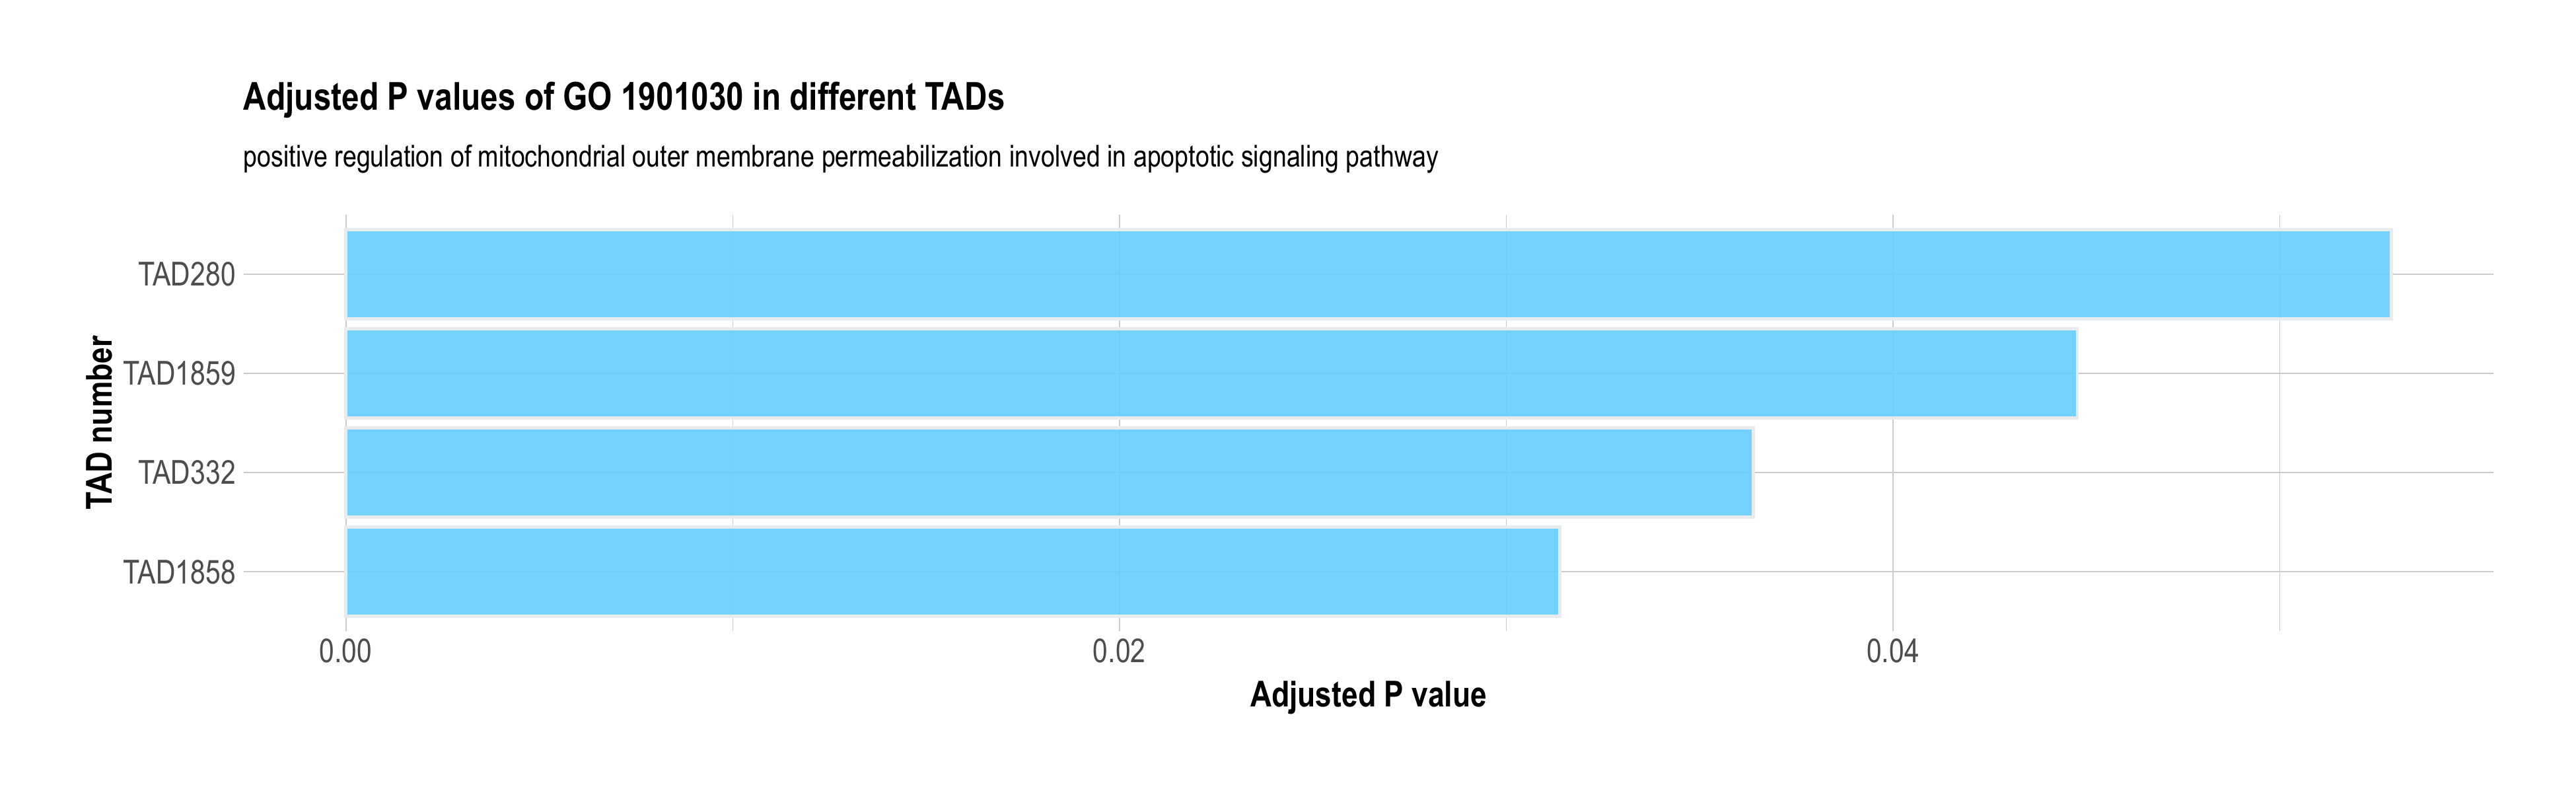 Adjusted P values of GO 1901030 in different TADs
positive regulation of mitochondrial outer membrane permeabilization involved in apoptotic signaling pathway
TAD number
TAD280
TAD1859
TAD332
TAD1858
0.00 0.02 0.04
Adjusted P value